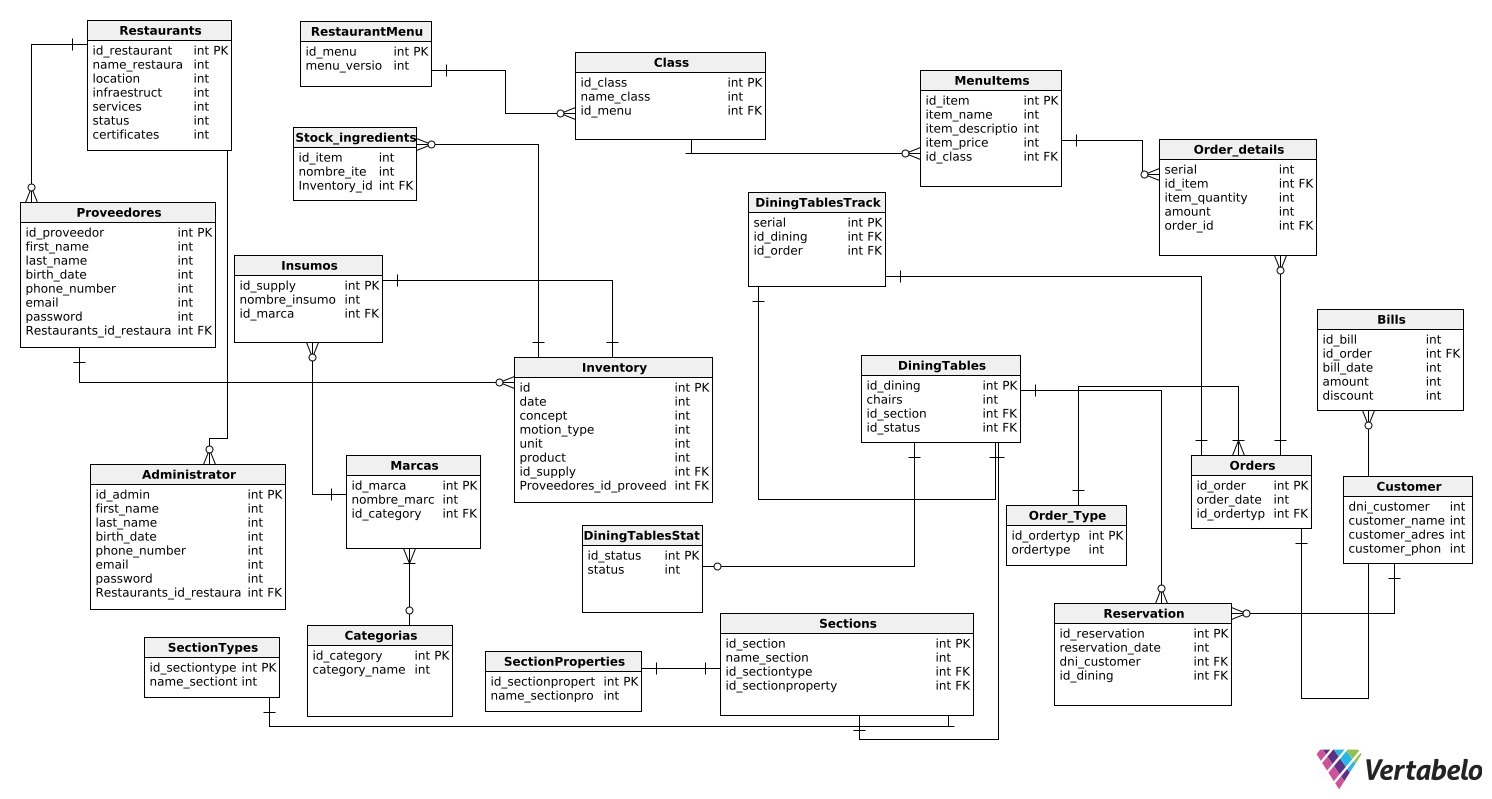 Restaurants
id_restaurant int PK
name_restaura int
location int
infraestruct int
services int
status int
certificates int
RestaurantMenu
id_menu int PK
menu_versio int
Class
id_class int PK
name_class int
id_menu int FK
MenuItems
id_item int PK
item_name int
item_descriptio int
item_price int
id_class int FK
Stock_ingredients
id_item int
nombre_ite int
Inventory_id int FK
Order_details
serial int
id_item int FK
item_quantity int
amount int
order_id int FK
Proveedores
id_proveedor int PK
first_name int
last_name int
birth_date int
phone_number int
email int
password int
Restaurants_id_restaura int FK
DiningTablesTrack
serial int PK
id_dining int FK
id_order int FK
Insumos
id_supply int PK
nombre_insumo int
id_marca int FK
Bills
id_bill int
id_order int FK
bill_date int
amount int
discount int
Inventory
id int PK
date int
concept int
motion_type int
unit int
product int
id_supply int FK
Proveedores_id_proveed int FK
DiningTables
id_dining int PK
chairs int
id_section int FK
id_status int FK
Administrator
id_admin int PK
first_name int
last_name int
birth_date int
phone_number int
email int
password int
Restaurants_id_restaura int FK
Marcas
id_marca int PK
nombre_marc int
id_category int FK
Orders
id_order int PK
order_date int
id_ordertyp int FK
Customer
dni_customer int
customer_name int
customer_adres int
customer_phon int
Order_Type
id_ordertyp int PK
ordertype int
DiningTablesStat
id_status int PK
status int
Reservation
id_reservation int PK
reservation_date int
dni_customer int FK
id_dining int FK
Sections
id_section int PK
name_section int
id_sectiontype int FK
id_sectionproperty int FK
Categorias
id_category int PK
category_name int
SectionTypes
id_sectiontype int PK
name_sectiont int
SectionProperties
id_sectionpropert int PK
name_sectionpro int
Vertabelo